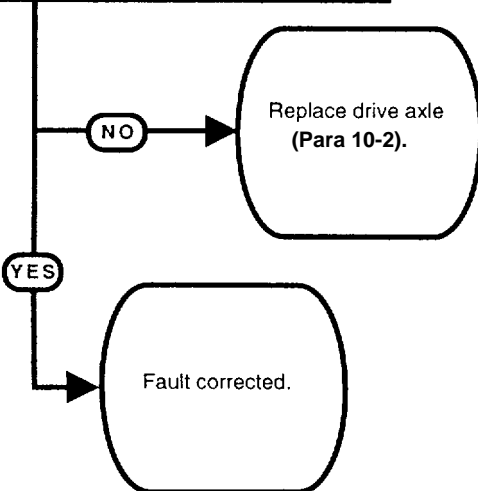 NO
Replace drive axle
(Para 10-2).
YES
Fault corrected.